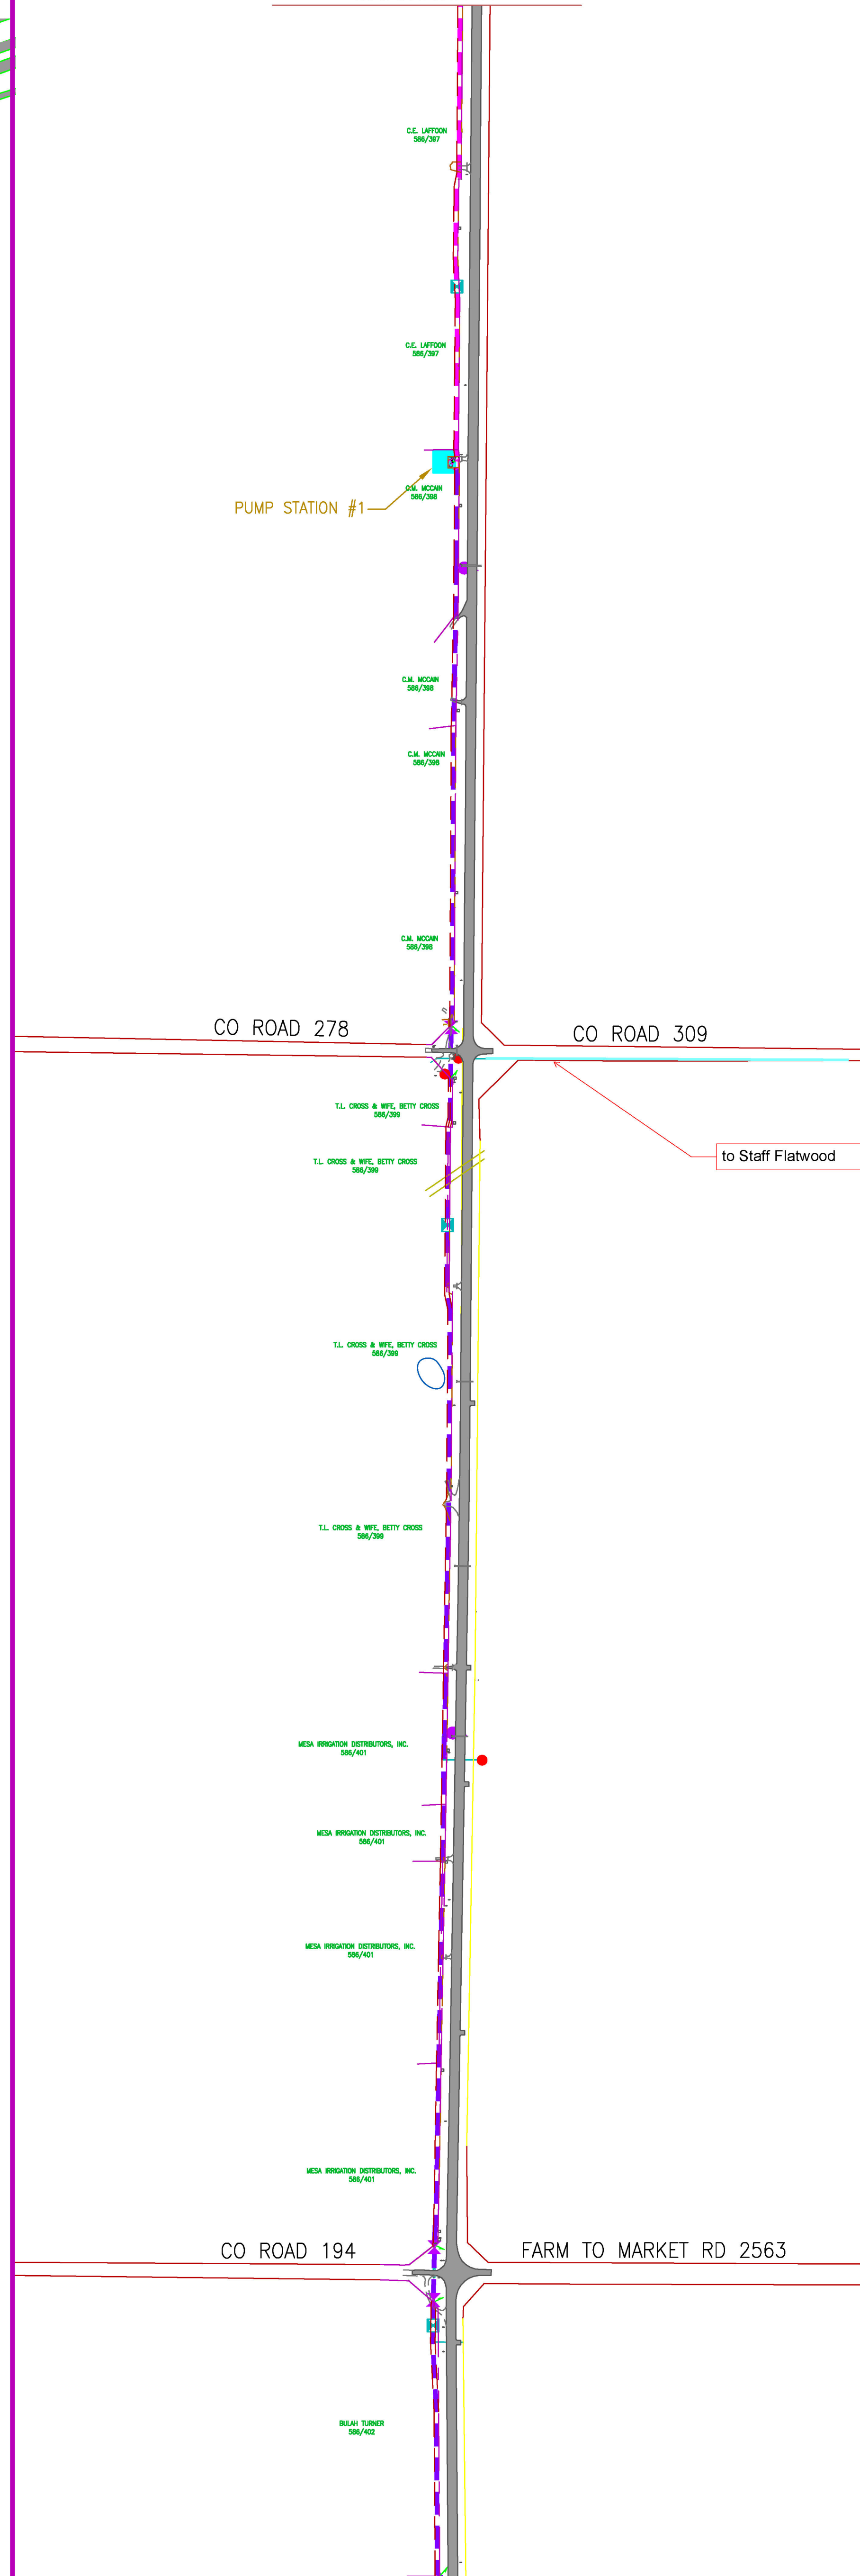 C.E. LAFFOON
586/397
C.E. LAFFOON
586/397
C.M. MCCAIN
586/398
PUMP STATION #1
C.M. MCCAIN
586/398
C.M. MCCAIN
586/398
C.M. MCCAIN
586/398
CO ROAD 278
CO ROAD 309
T.L. CROSS & WIFE, BETTY CROSS
586/399
to Staff Flatwood
T.L. CROSS & WIFE, BETTY CROSS
586/399
T.L. CROSS & WIFE, BETTY CROSS
586/399
T.L. CROSS & WIFE, BETTY CROSS
586/399
MESA IRRIGATION DISTRIBUTORS, INC.
586/401
MESA IRRIGATION DISTRIBUTORS, INC.
586/401
MESA IRRIGATION DISTRIBUTORS, INC.
586/401
MESA IRRIGATION DISTRIBUTORS, INC.
586/401
CO ROAD 194
FARM TO MARKET RD 2563
BULAH TURNER
586/402